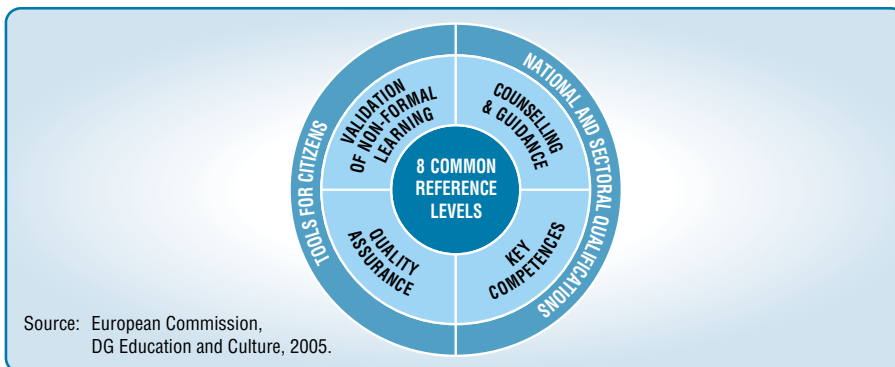 TOOLS FOR CITIZENS
NATIONAL AND SECTORAL QUALIFICATIONS
VALIDATION
OF NON-FORMAL
LEARNING
COUNSELLING
& GUIDANCE
8 COMMON
REFERENCE
LEVELS
QUALITY
ASSURANCE
KEY
COMPETENCES
Source: European Commission,
DG Education and Culture, 2005.